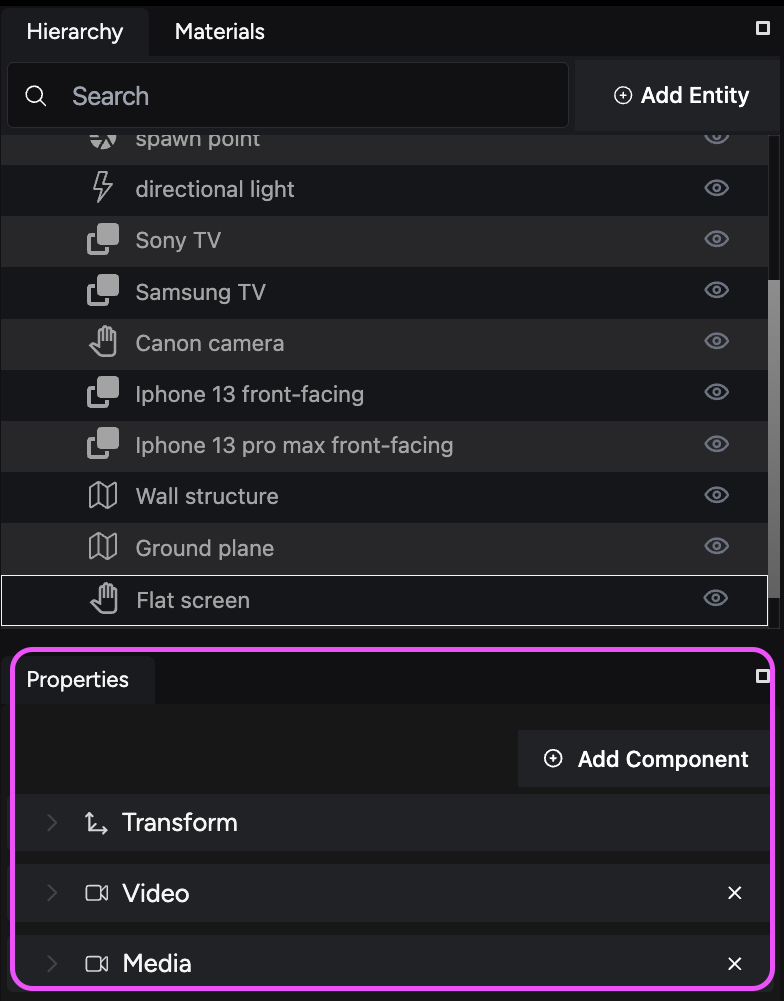 Hierarchy Materials
Search
Add Entity
spawn point
directional light
Sony TV
Samsung TV
Canon camera
Iphone 13 front-facing
Iphone 13 pro max front-facing
Wall structure
Ground plane
Flat screen
Properties
Add Component
Transform
Video
Media